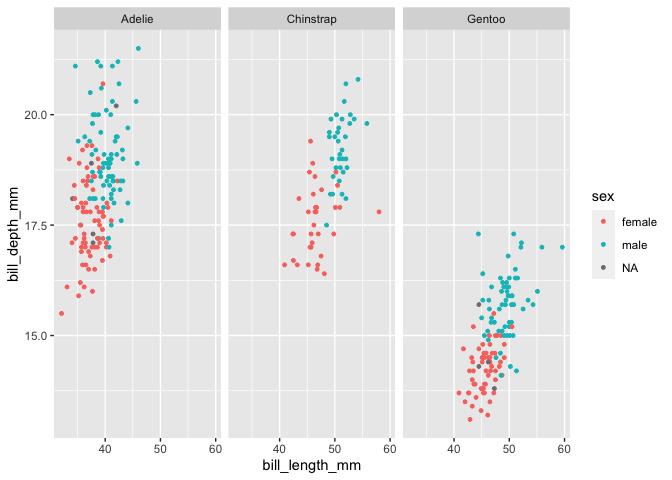 Adelie Chinstrap Gentoo
20.0
17.5
15.0
bill_depth_mm
40 50 60 40 50 60 40 50 60
bill_length_mm
sex
female
male
NA